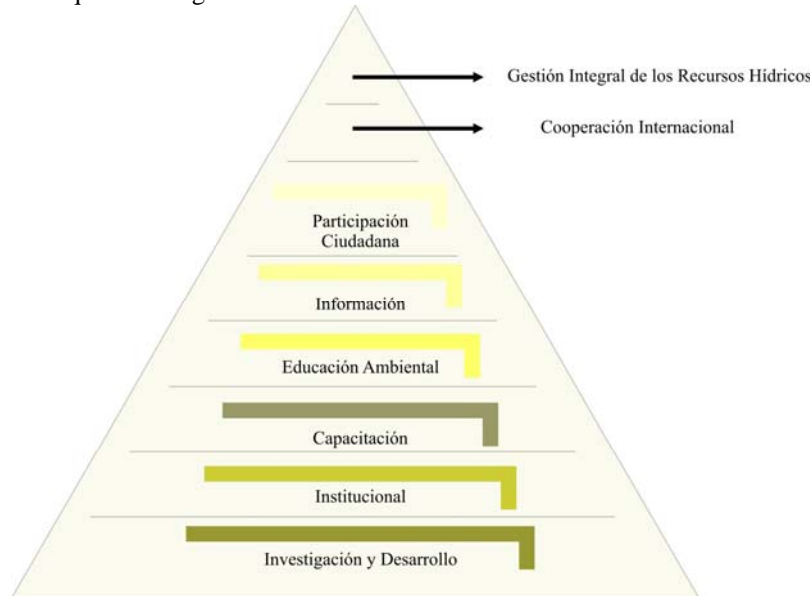 Gestión Integral de los Recursos Hídricos
Cooperación Internacional
Participación
Ciudadana
Información
Educación Ambiental
Capacitación
Institucional
Investigación y Desarrollo